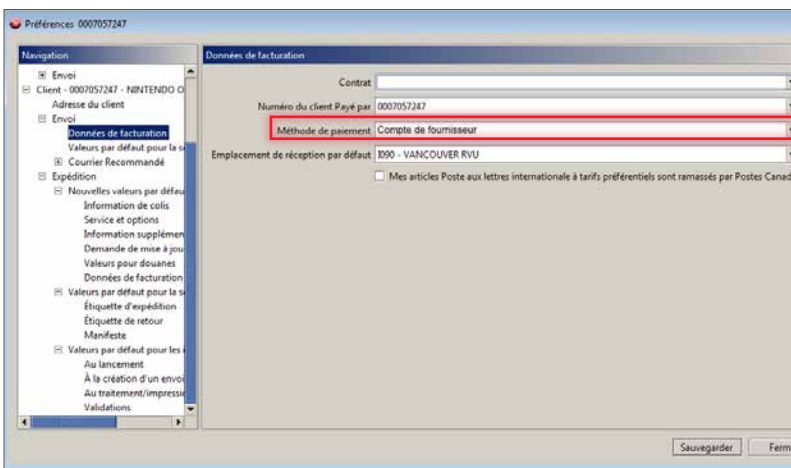 Préférences 0007057247
Navigation
Envoi
Client - 0007057247 - NINTENDO O
Adresse du client
Envoi
Données de facturation
Valeurs par défaut pour la s
Courrier Recommandé
Expédition
Nouvelles valeurs par défau
Information de colis
Service et options
Information supplémen
Demande de mise à jou
Valeurs pour douanes
Données de facturation
Valeurs par défaut pour la s
Étiquette d'expédition
Étiquette de retour
Manifeste
Valeurs par défaut pour les
Au lancement
À la création d'un envoi
Au traitement/impressi
Validations
Données de facturation
Contrat
Numéro du client Payé par 0007057247
Méthode de paiement Compte de fournisseur
Emplacement de réception par défaut I090 - VANCOUVER RVU
Mes articles Poste aux lettres internationale à tarifs préférentiels sont ramassés par Postes Canad
Sauvegarder Ferm